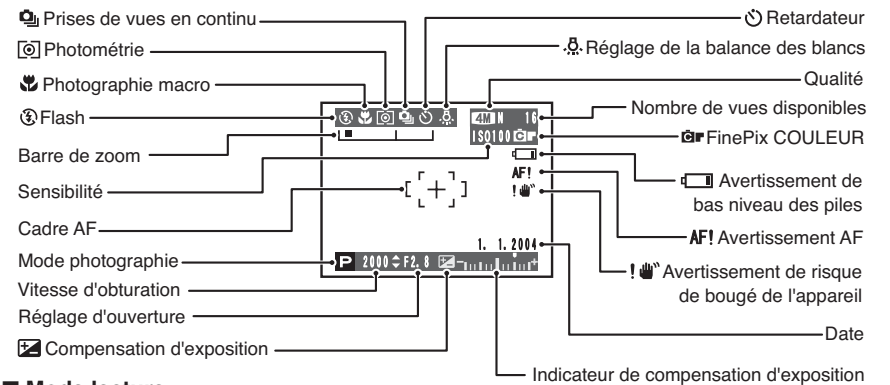 Prises de vues en continu
Photométrie
Photographie macro
Flash
Barre de zoom
Sensibilité
Cadre AF
Mode photographie
Vitesse d'obturation
Réglage d'ouverture
Compensation d'exposition
4M N 16
ISO100
AF!
!
1. 1.2004
P 2000 F2.8
Retardateur
Réglage de la balance des blancs
Qualité
Nombre de vues disponibles
FinePix COULEUR
Avertissement de
bas niveau des piles
AF! Avertissement AF
! Avertissement de risque
de bougé de l'appareil
Date
Indicateur de compensation d'exposition